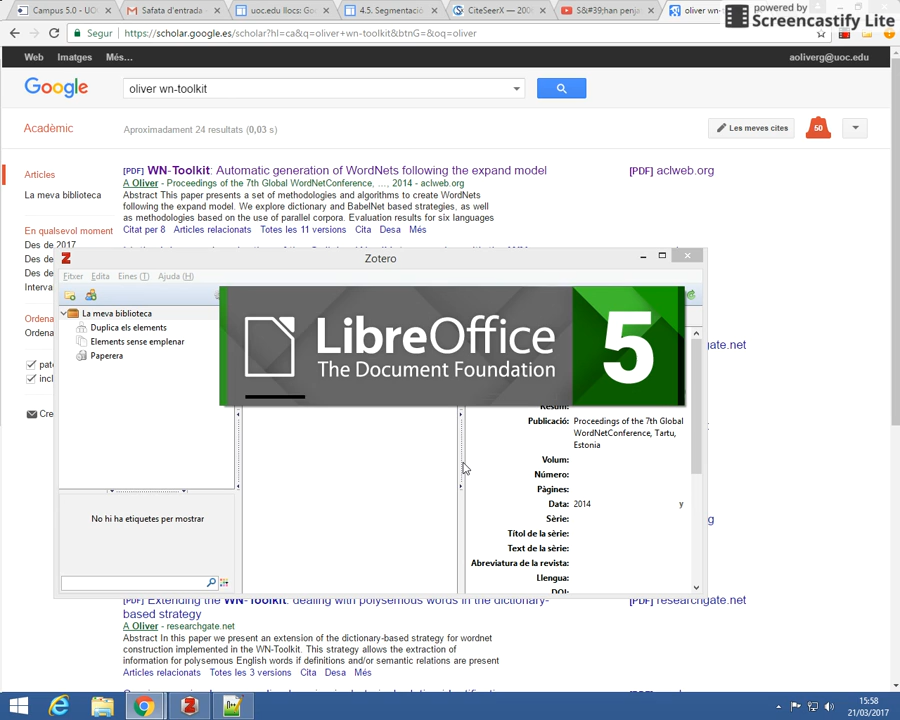 Campus 5.0 - UO
Safata d'entrada -
uoc.edu llocs: Go
4.5. Segmentació
CiteSeerX — 2009
S&#39;han penja
oliver wn-
powered by
Screencastify Lite
Segur
https://scholar.google.es/scholar?hl=ca&q=oliver+wn-toolkit&btnG=&oq=oliver
Web Imatges Més…
aoliverg@uoc.edu
Google
oliver wn-toolkit
Acadèmic
Aproximadament 24 resultats (0,03 s)
Les meves cites
50
Articles
La meva biblioteca
En qualsevol moment
Des de 2017
Des de
Des de
Interva
Ordena
Ordena
pate
inclo
Cre
[PDF] WN-Toolkit: Automatic generation of WordNets following the expand model
[PDF] aclweb.org
A Oliver - Proceedings of the 7th Global WordNetConference, …, 2014 - aclweb.org
Abstract This paper presents a set of methodologies and algorithms to create WordNets
following the expand model. We explore dictionary and BabelNet based strategies, as well
as methodologies based on the use of parallel corpora. Evaluation results for six languages
Citat per 8 Articles relacionats Totes les 11 versions Cita Desa Més
Zotero
Fitxer Edita Eines (T) Ajuda (H)
La meva biblioteca
Duplica els elements
Elements sense emplenar
Paperera
No hi ha etiquetes per mostrar
LibreOffice
The Document Foundation
5
net
Resum:
Publicació: Proceedings of the 7th Global
WordNetConference, Tartu,
Estonia
Volum:
Número:
Pàgines:
Data: 2014 y
Sèrie:
Títol de la sèrie:
Text de la sèrie:
Abreviatura de la revista:
Llengua:
DOI:
[PDF] Extending the WN-Toolkit: dealing with polysemous words in the dictionary-
based strategy
[PDF] researchgate.net
A Oliver - researchgate.net
Abstract In this paper we present an extension of the dictionary-based strategy for wordnet
construction implemented in the WN-Toolkit. This strategy allows the extraction of
information for polysemous English words if definitions and/or semantic relations are present
Articles relacionats Totes les 3 versions Cita Desa Més
15:58
21/03/2017